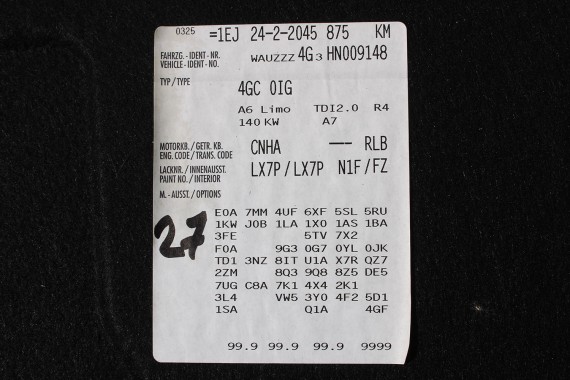 0325 =1EJ 24-2-2045 875 KM
FAHRZG.-IDENT-NR.
VEHICLE-IDENT-NO. WAUZZZ 4G3 HN009148
TYP/TYPE
4GC 0IG
A6 Limo TDI2.0 R4
140 KW A7
MOTORKB./GETR. KB.
ENG. CODE/TRANS. CODE CNHA --- RLB
LACKNR./INNENAUSST.
PAINT NO./INTERIOR LX7P/LX7P N1F/FZ
M.-AUSST./OPTIONS
27
E0A 7MM 4UF 6XF 5SL 5RU
1KW J0B 1LA 1X0 1AS 1BA
3FE 5TV 7X2
F0A 9G3 0G7 0YL 0JK
TD1 3NZ 8IT U1A X7R QZ7
2ZM 8Q3 9Q8 8Z5 DE5
7UG C8A 7K1 4X4 2K1
3L4 VW5 3Y0 4F2 5D1
1SA Q1A 4GF
99.9 99.9 99.9 9999